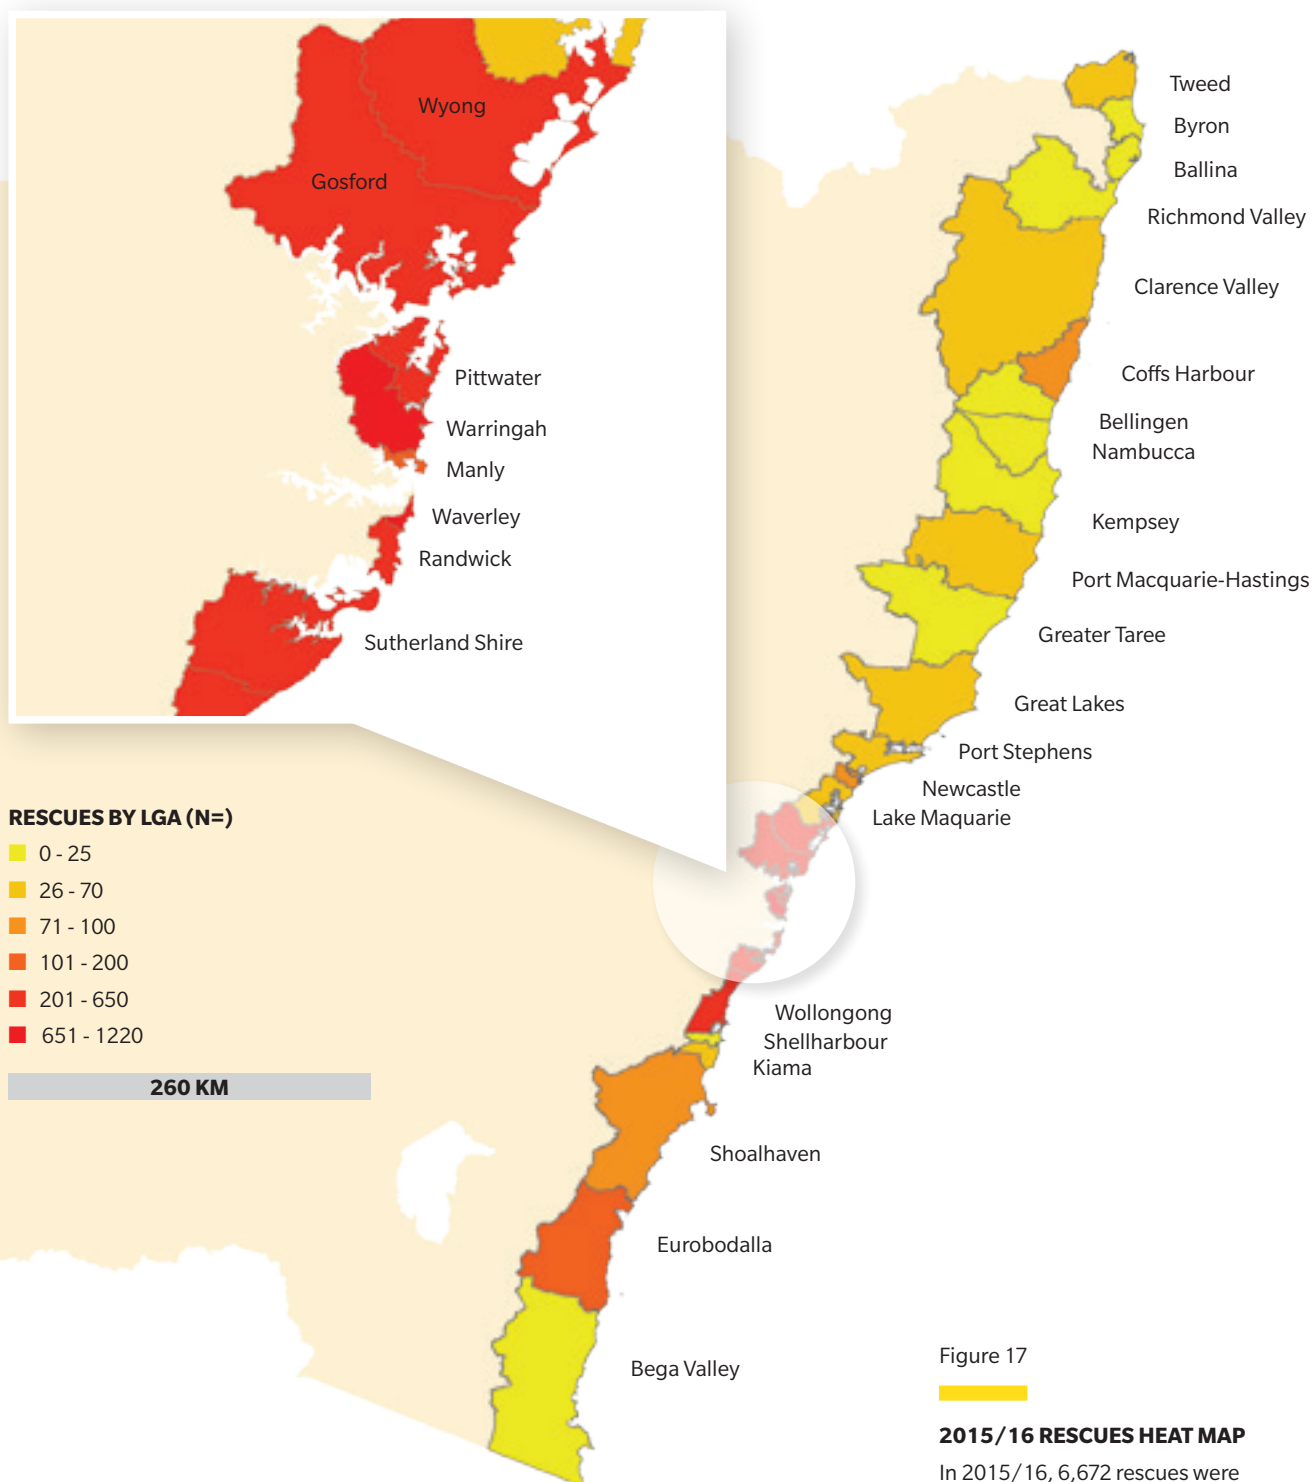 Wyong
Gosford
Pittwater
Warringah
Manly
Waverley
Randwick
Sutherland Shire
Tweed
Byron
Ballina
Richmond Valley
Clarence Valley
Coffs Harbour
Bellingen
Nambucca
Kempsey
Port Macquarie-Hastings
Greater Taree
Great Lakes
Port Stephens
Newcastle
Lake Maquarie
RESCUES BY LGA (N=)
0 - 25
26 - 70
71 - 100
101 - 200
201 - 650
651 - 1220
260 KM
Wollongong
Shellharbour
Kiama
Shoalhaven
Eurobodalla
Bega Valley
Figure 17
2015/16 RESCUES HEAT MAP
In 2015/16, 6,672 rescues were